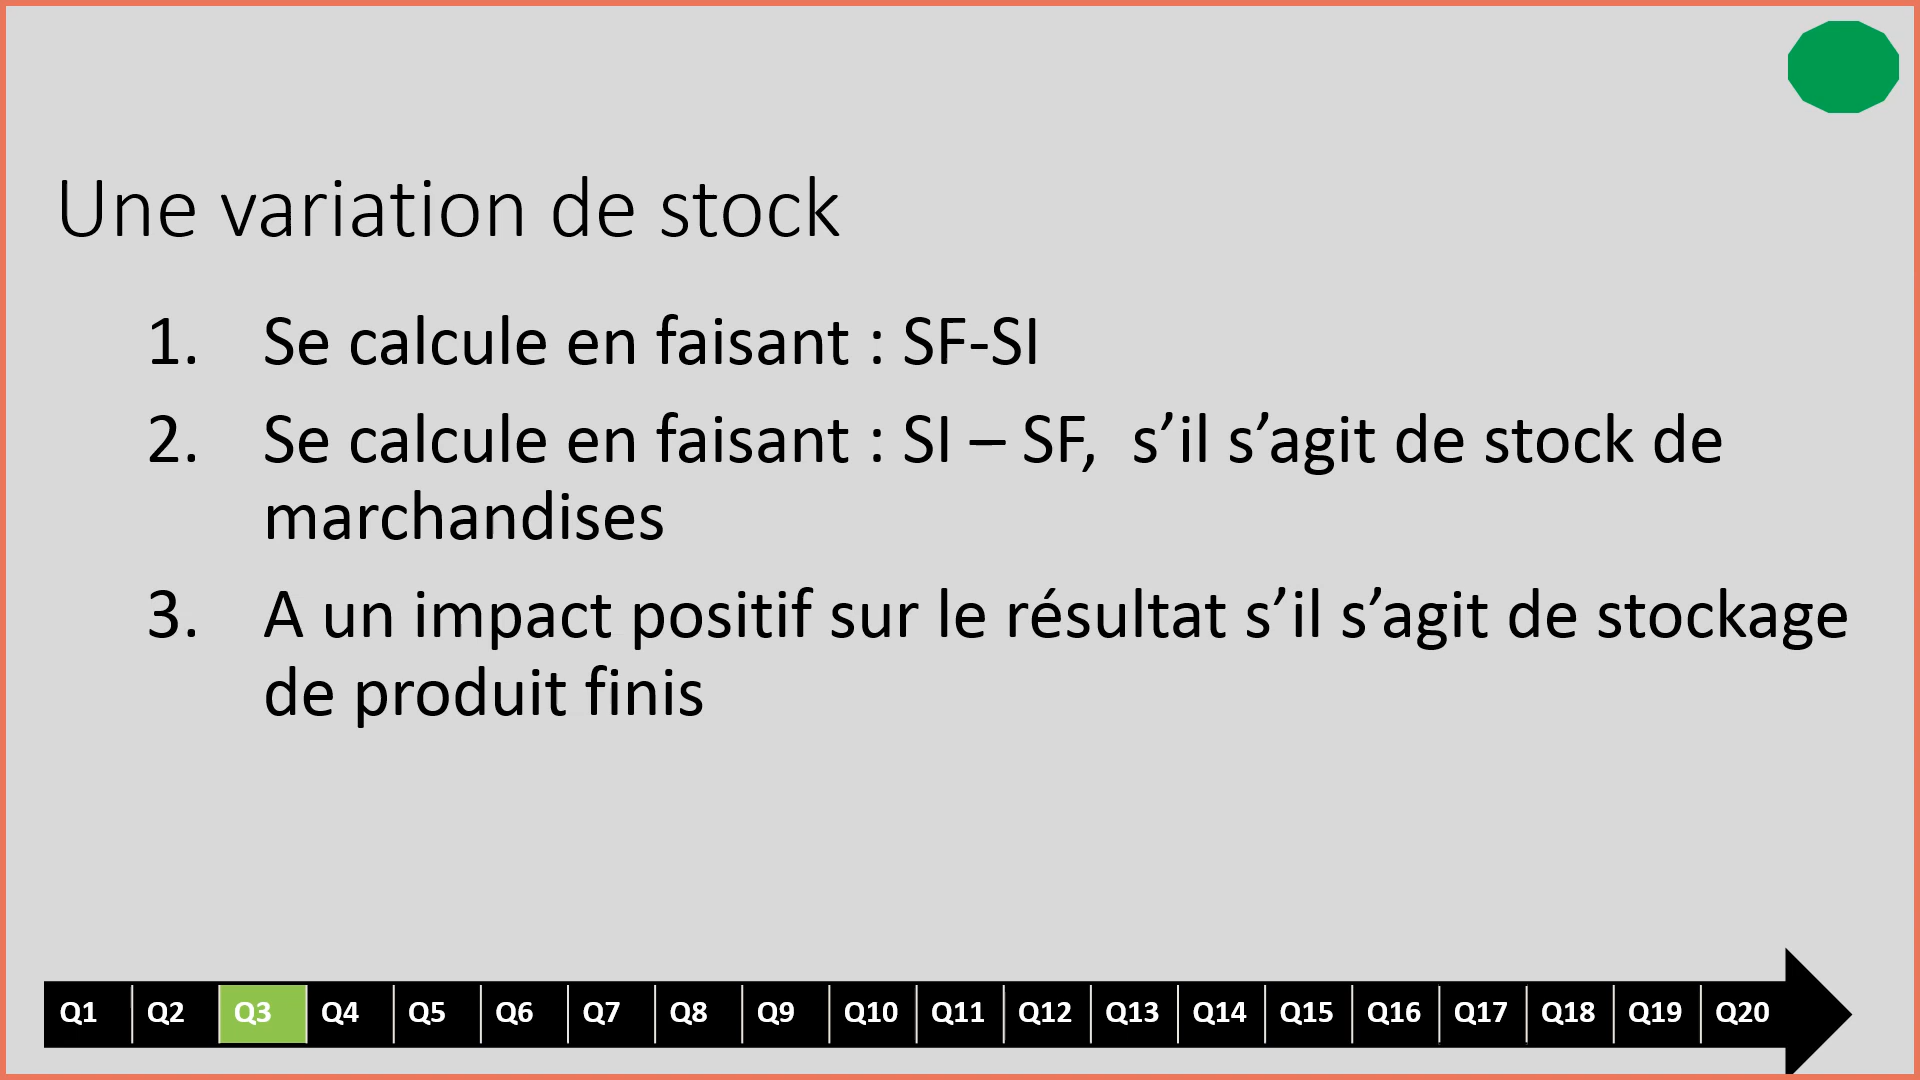 Une variation de stock
1. Se calcule en faisant : SF-SI
2. Se calcule en faisant : SI – SF, s’il s’agit de stock de
marchandises
3. A un impact positif sur le résultat s’il s’agit de stockage
de produit finis
Q1 Q2 Q3 Q4 Q5 Q6 Q7 Q8 Q9 Q10 Q11 Q12 Q13 Q14 Q15 Q16 Q17 Q18 Q19 Q20